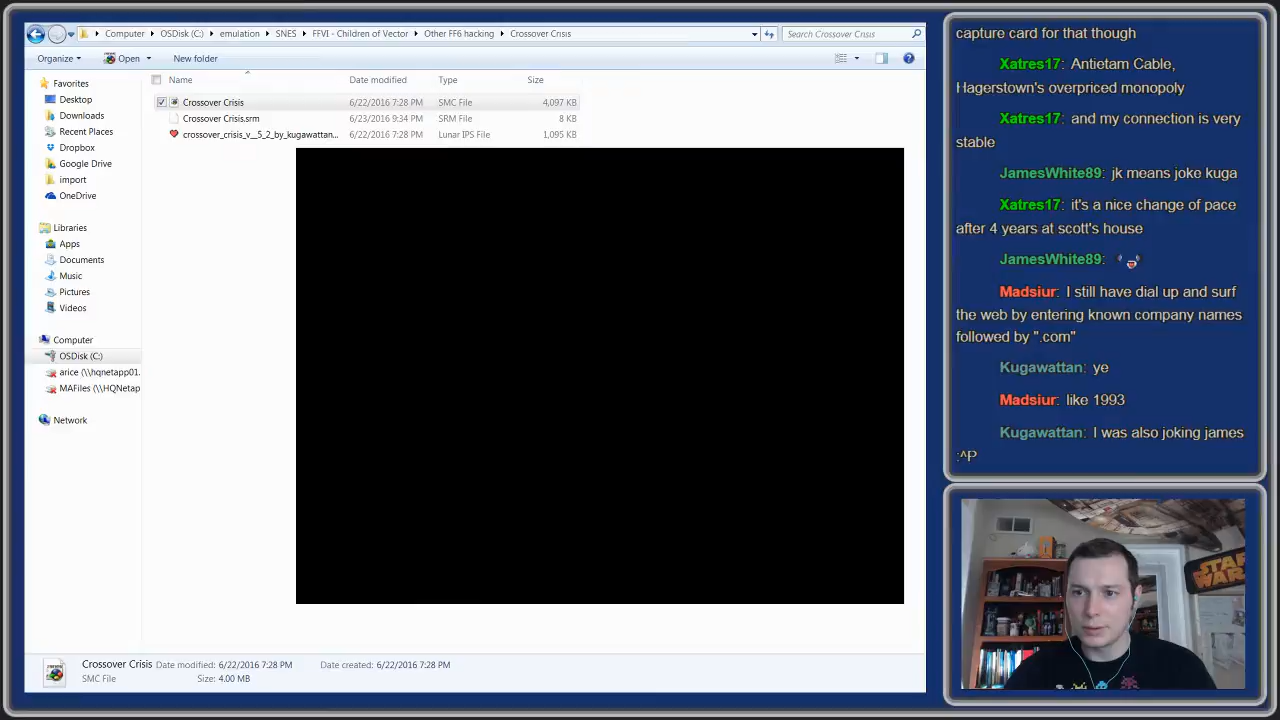 Computer ▸ OSDisk (C:) ▸ emulation ▸ SNES ▸ FFVI - Children of Vector ▸ Other FF6 hacking ▸ Crossover Crisis
Search Crossover Crisis
Organize
Open
New folder
Name
Date modified
Type
Size
Crossover Crisis 6/22/2016 7:28 PM SMC File 4,097 KB
Crossover Crisis.srm 6/23/2016 9:34 PM SRM File 8 KB
crossover_crisis_v__5_2_by_kugawattan... 6/22/2016 7:28 PM Lunar IPS File 1,095 KB
Favorites
Desktop
Downloads
Recent Places
Dropbox
Google Drive
import
OneDrive
Libraries
Apps
Documents
Music
Pictures
Videos
Computer
OSDisk (C:)
arice (\\hqnetapp01.
MAFiles (\\HQNetap
Network
Crossover Crisis Date modified: 6/22/2016 7:28 PM Date created: 6/22/2016 7:28 PM
SMC File Size: 4.00 MB
capture card for that though
Xatres17: Antietam Cable,
Hagerstown's overpriced monopoly
Xatres17: and my connection is very
stable
JamesWhite89: jk means joke kuga
Xatres17: it's a nice change of pace
after 4 years at scott's house
JamesWhite89:
Madsiur: I still have dial up and surf
the web by entering known company names
followed by ".com"
Kugawattan: ye
Madsiur: like 1993
Kugawattan: I was also joking james
:^P
STAR
WARS